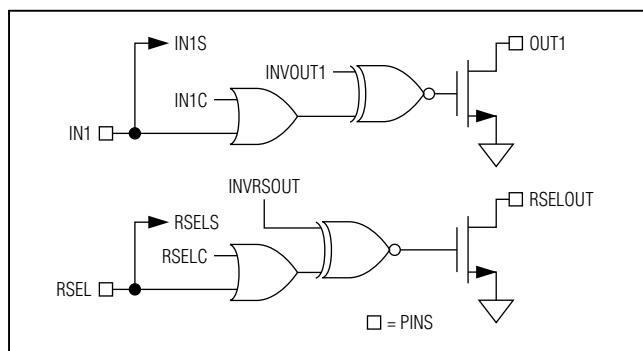 IN1S
OUT1
INVOUT1
IN1C
IN1
INVRSOUT
RSELOUT
RSELS
RSELC
RSEL
= PINS